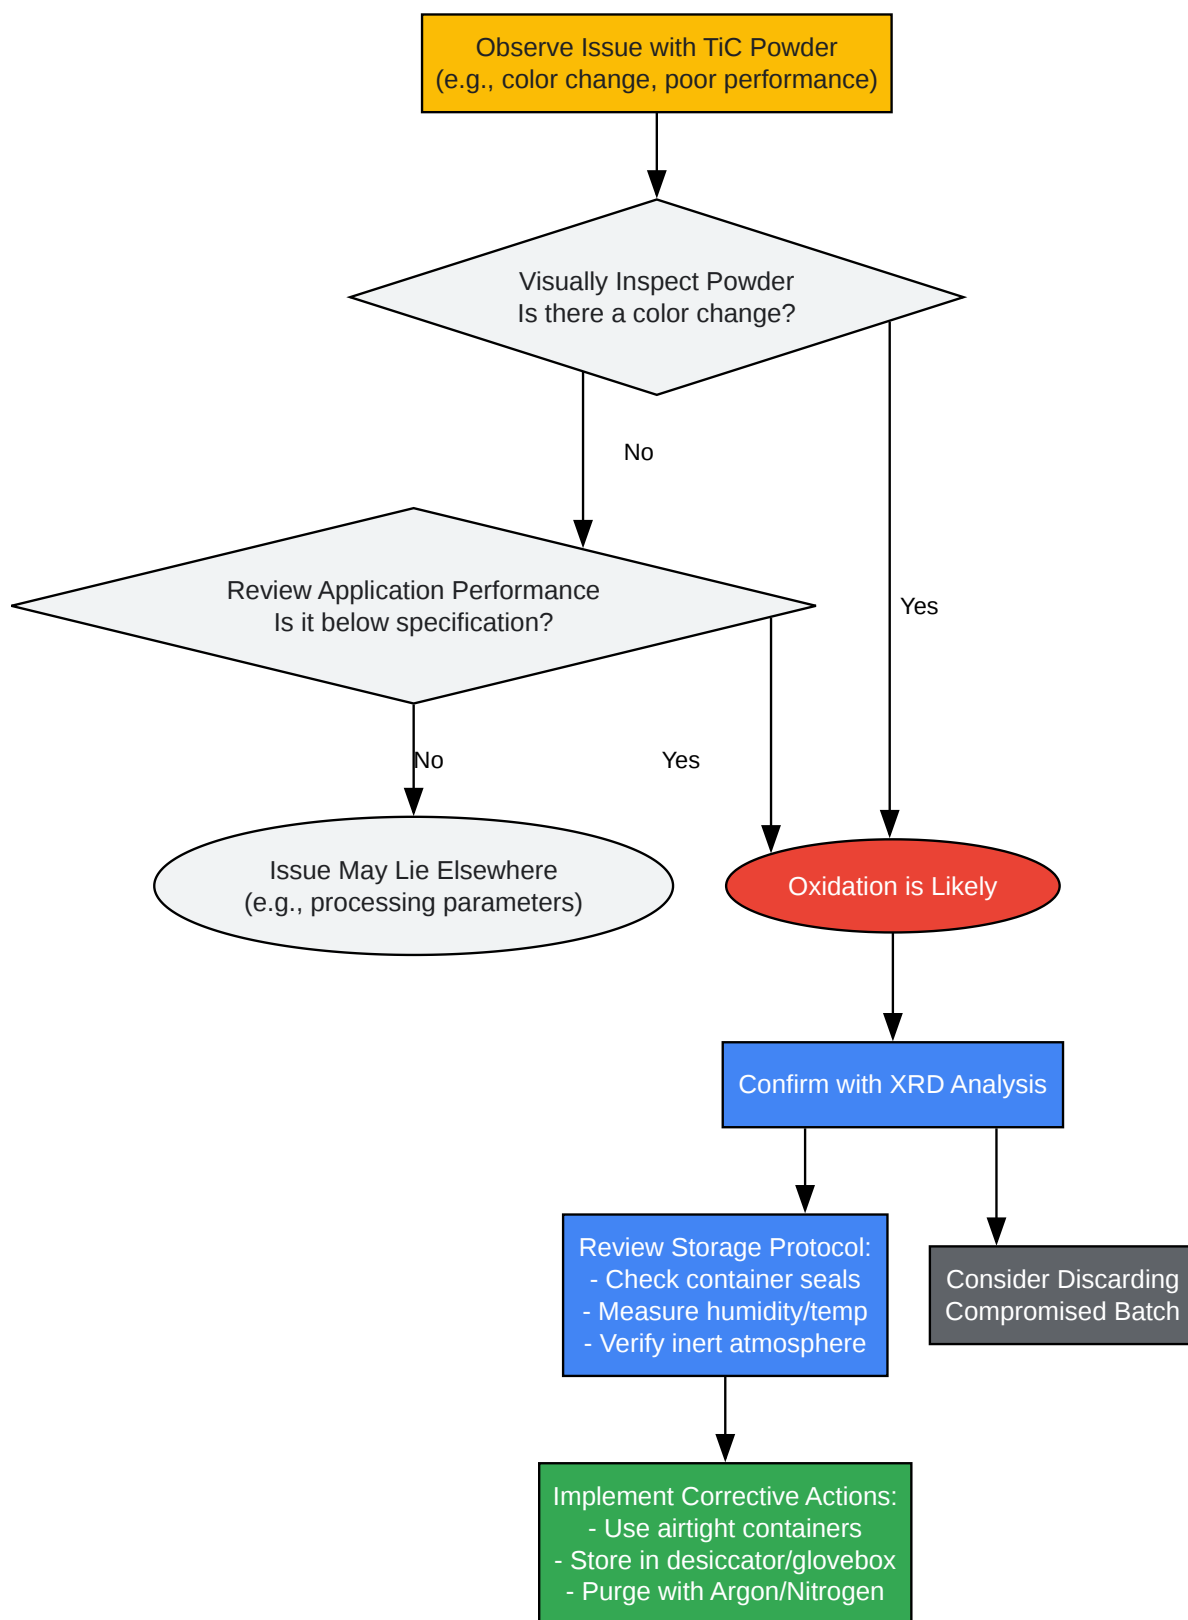 Observe Issue with TiC Powder
(e.g., color change, poor performance)
Visually Inspect Powder
Is there a color change?
No
Yes
Review Application Performance
Is it below specification?
No
Yes
Issue May Lie Elsewhere
(e.g., processing parameters)
Oxidation is Likely
Confirm with XRD Analysis
Review Storage Protocol:
- Check container seals
- Measure humidity/temp
- Verify inert atmosphere
Consider Discarding
Compromised Batch
Implement Corrective Actions:
- Use airtight containers
- Store in desiccator/glovebox
- Purge with Argon/Nitrogen